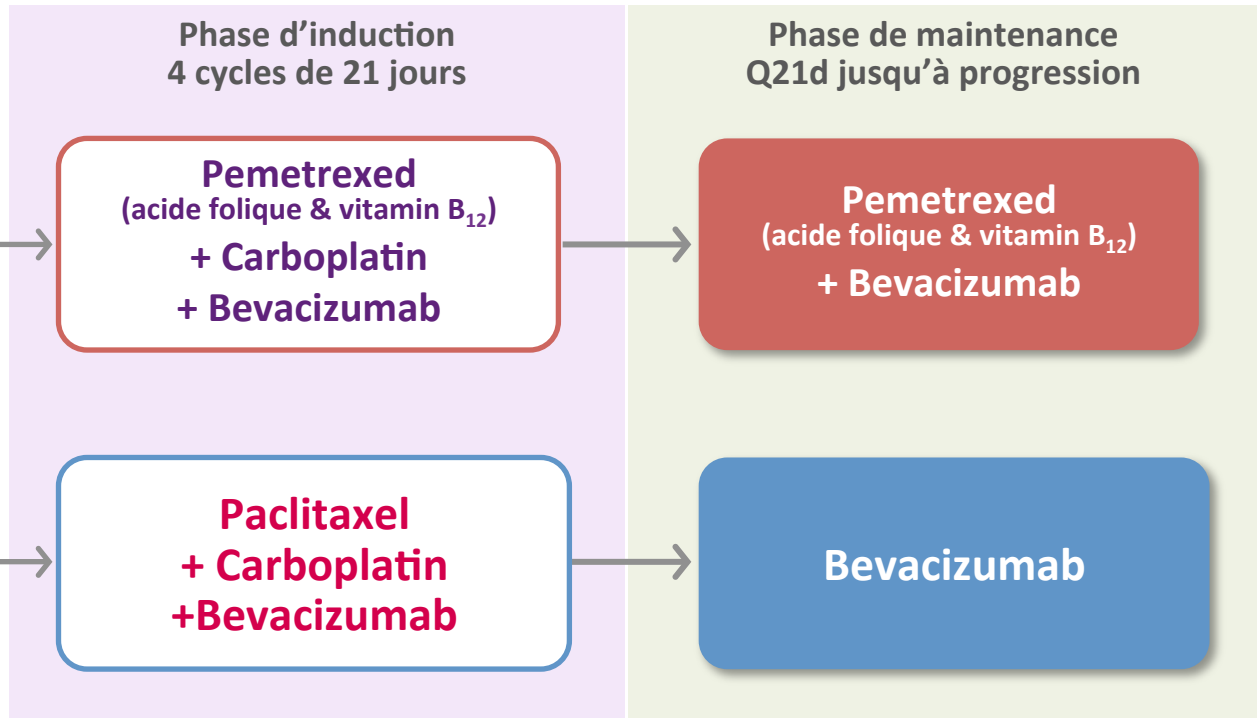 Phase d’induction
4 cycles de 21 jours
Phase de maintenance
Q21d jusqu’à progression
Pemetrexed
(acide folique & vitamin B₁₂)
+ Carboplatin
+ Bevacizumab
Pemetrexed
(acide folique & vitamin B₁₂)
+ Bevacizumab
Paclitaxel
+ Carboplatin
+Bevacizumab
Bevacizumab